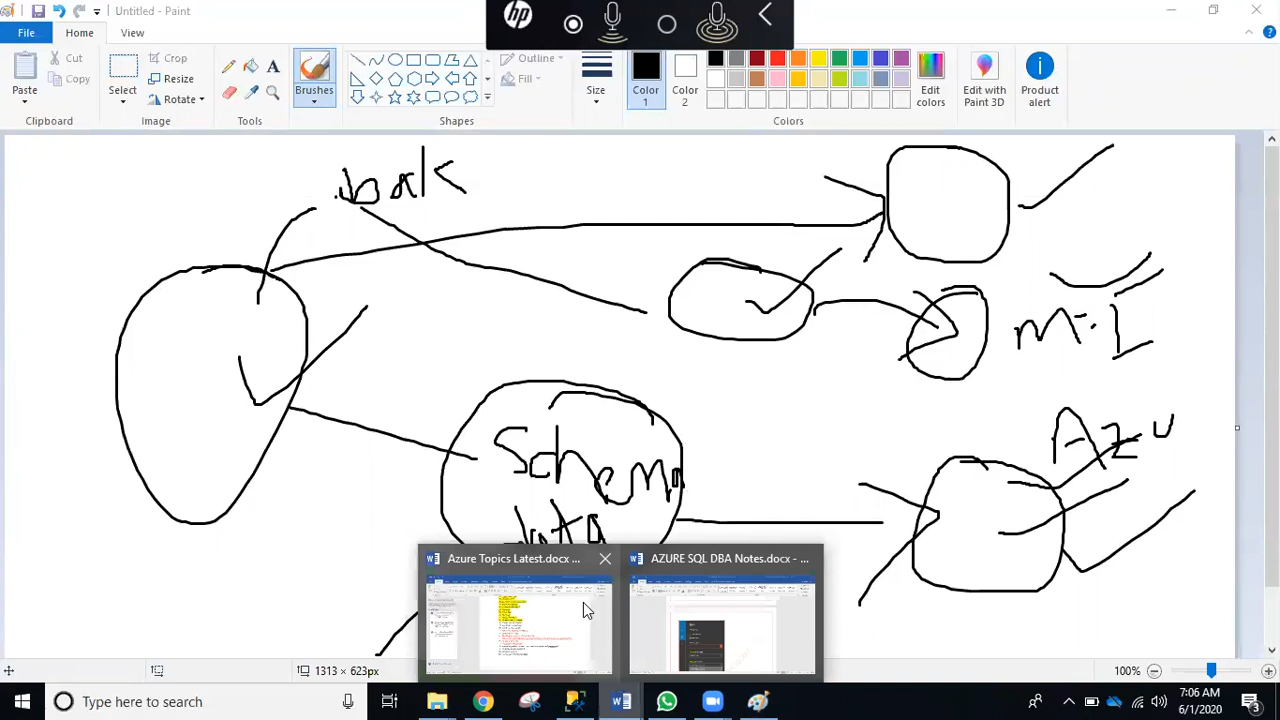 Untitled - Paint
hp
File
Home
View
Paste
Cut
Copy
Clipboard
Select
Crop
Resize
Rotate
Image
Tools
Brushes
Shapes
Outline
Fill
Size
Color 1
Color 2
Colors
Edit colors
Edit with Paint 3D
Product alert
.bak
M-I
Schema
data
Azu
Azure Topics Latest.docx ...
AZURE SQL DBA Notes.docx - ...
1313 × 623px
100%
Type here to search
7:06 AM
6/1/2020
3